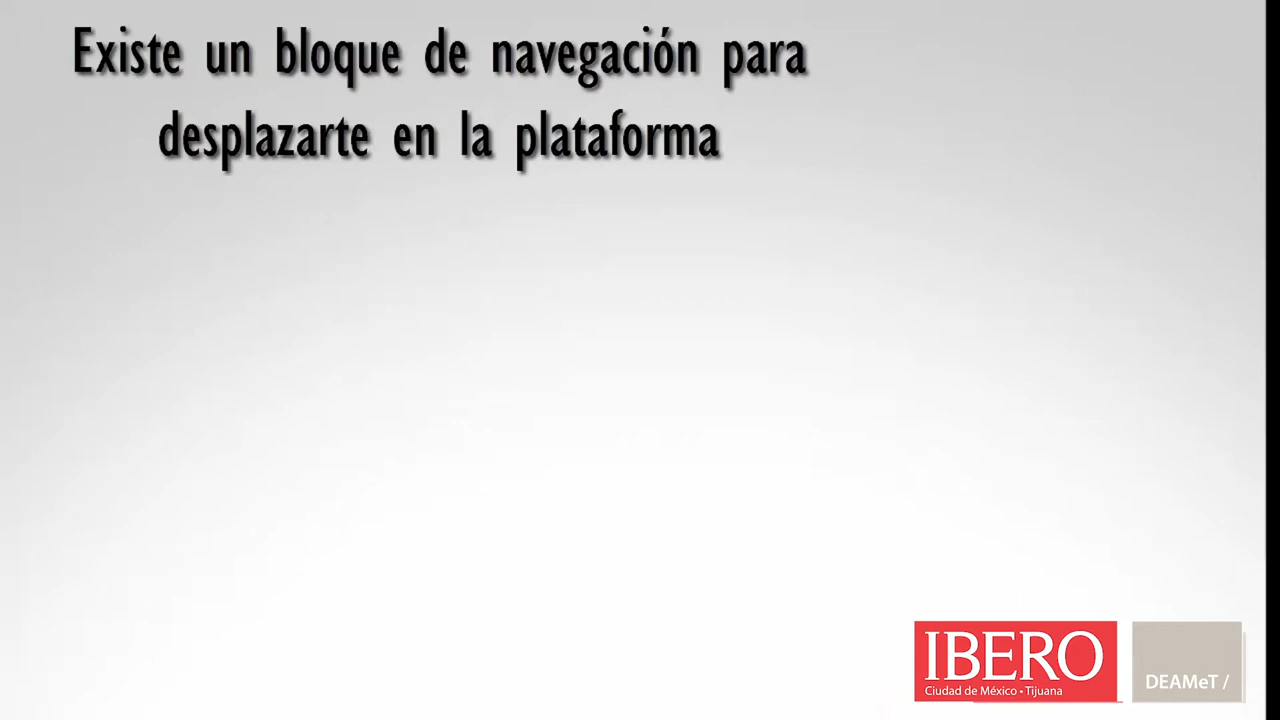 Existe un bloque de navegación para
desplazarte en la plataforma
IBERO
Ciudad de México • Tijuana
DEAMeT /